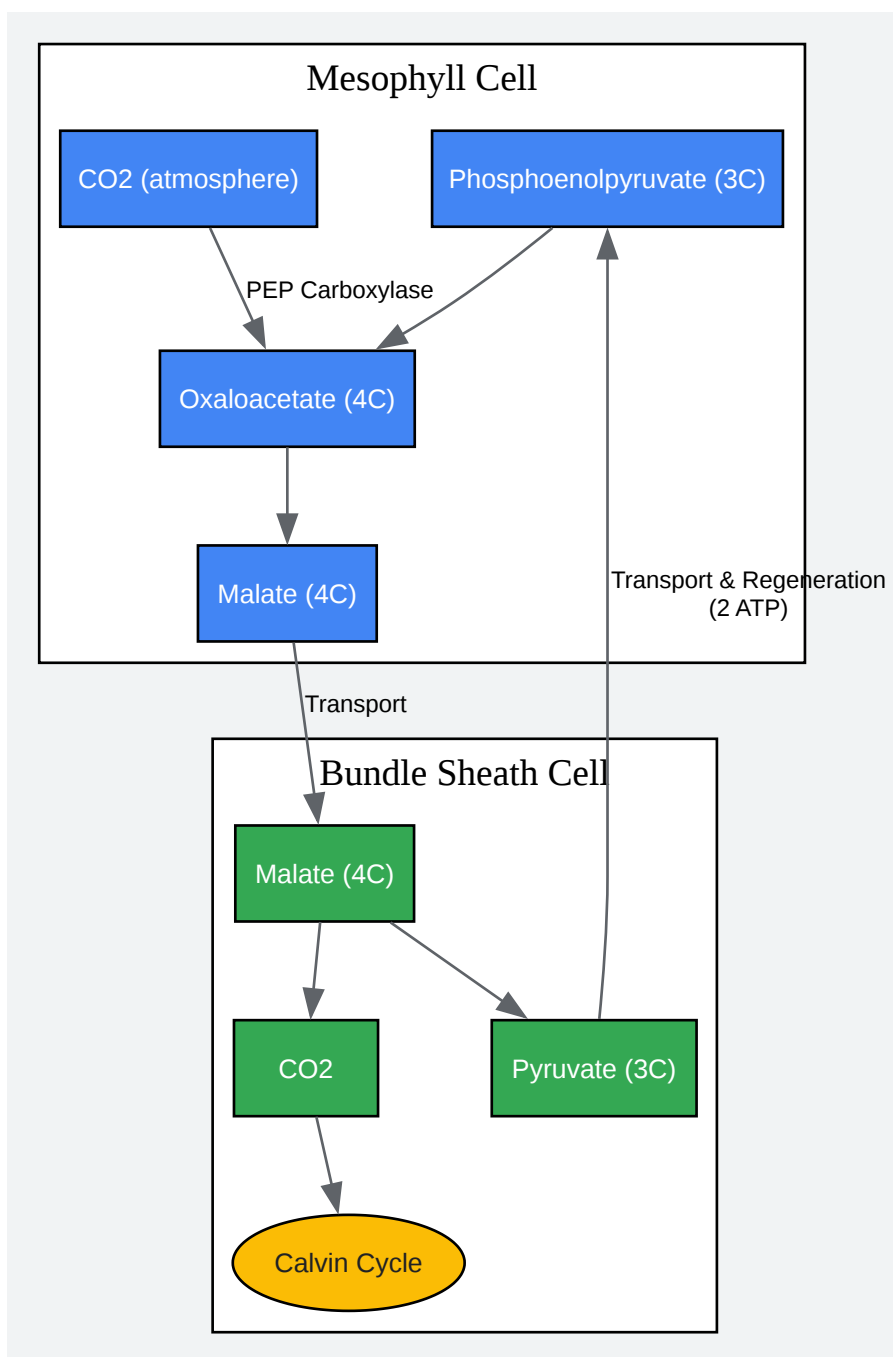 Mesophyll Cell
CO2 (atmosphere)
Phosphoenolpyruvate (3C)
PEP Carboxylase
Oxaloacetate (4C)
Malate (4C)
Transport & Regeneration
(2 ATP)
Transport
Bundle Sheath Cell
Malate (4C)
CO2
Pyruvate (3C)
Calvin Cycle